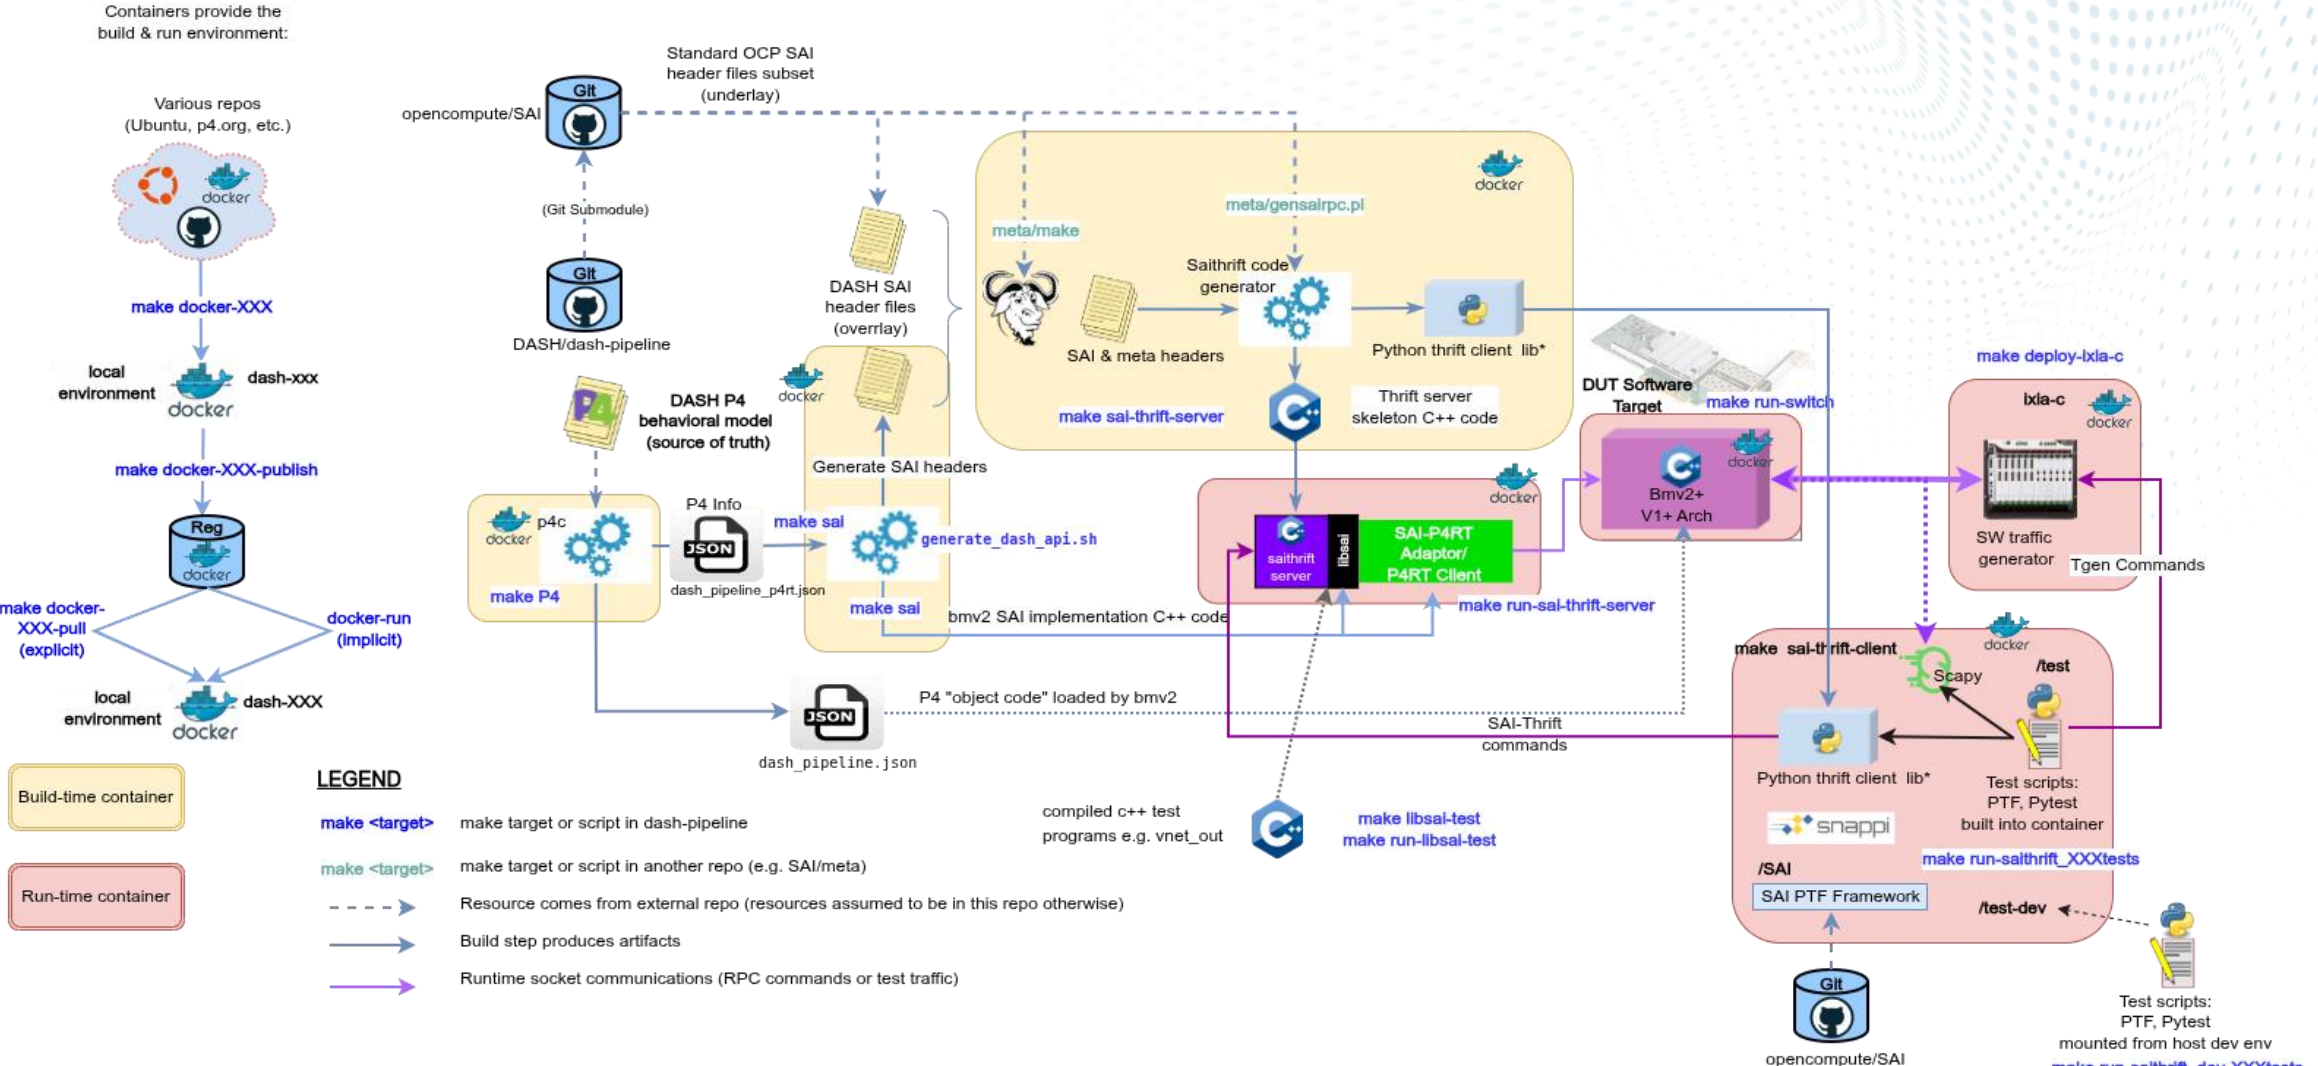 Containers provide the
build & run environment:
Various repos
(Ubuntu, p4.org, etc.)
docker
make docker-XXX
local
environment
dash-xxx
docker
make docker-XXX-publish
Reg
docker
make docker-
XXX-pull
(explicit)
docker-run
(implicit)
local
environment
dash-XXX
docker
Build-time container
Run-time container
LEGEND
make <target>
make target or script in dash-pipeline
make <target>
make target or script in another repo (e.g. SAI/meta)
Resource comes from external repo (resources assumed to be in this repo otherwise)
Build step produces artifacts
Runtime socket communications (RPC commands or test traffic)
Standard OCP SAI
header files subset
(underlay)
opencompute/SAI
Git
(Git Submodule)
Git
DASH/dash-pipeline
DASH SAI
header files
(overrlay)
P4
DASH P4
behavioral model
(source of truth)
docker
Generate SAI headers
docker
p4c
make P4
P4 Info
JSON
dash_pipeline_p4rt.json
make sai
generate_dash_api.sh
make sai
bmv2 SAI implementation C++ code
JSON
dash_pipeline.json
P4 "object code" loaded by bmv2
docker
meta/make
meta/gensairpc.pl
Saithrift code
generator
SAI & meta headers
Python thrift client lib*
make sai-thrift-server
C++
Thrift server
skeleton C++ code
docker
C++
saithrift
server
libsai
SAI-P4RT
Adaptor/
P4RT Client
make run-sai-thrift-server
DUT Software
Target
make run-switch
docker
C++
Bmv2+
V1+ Arch
make deploy-ixia-c
ixia-c
docker
SW traffic
generator
Tgen Commands
docker
make sai-thrift-client
Scapy
/test
SAI-Thrift
commands
Python thrift client lib*
Test scripts:
PTF, Pytest
built into container
snappi
make run-saithrift_XXXtests
/SAI
SAI PTF Framework
/test-dev
Git
opencompute/SAI
Test scripts:
PTF, Pytest
mounted from host dev env
make run-saithrift_dev-XXXtests
compiled c++ test
programs e.g. vnet_out
C++
make libsai-test
make run-libsai-test